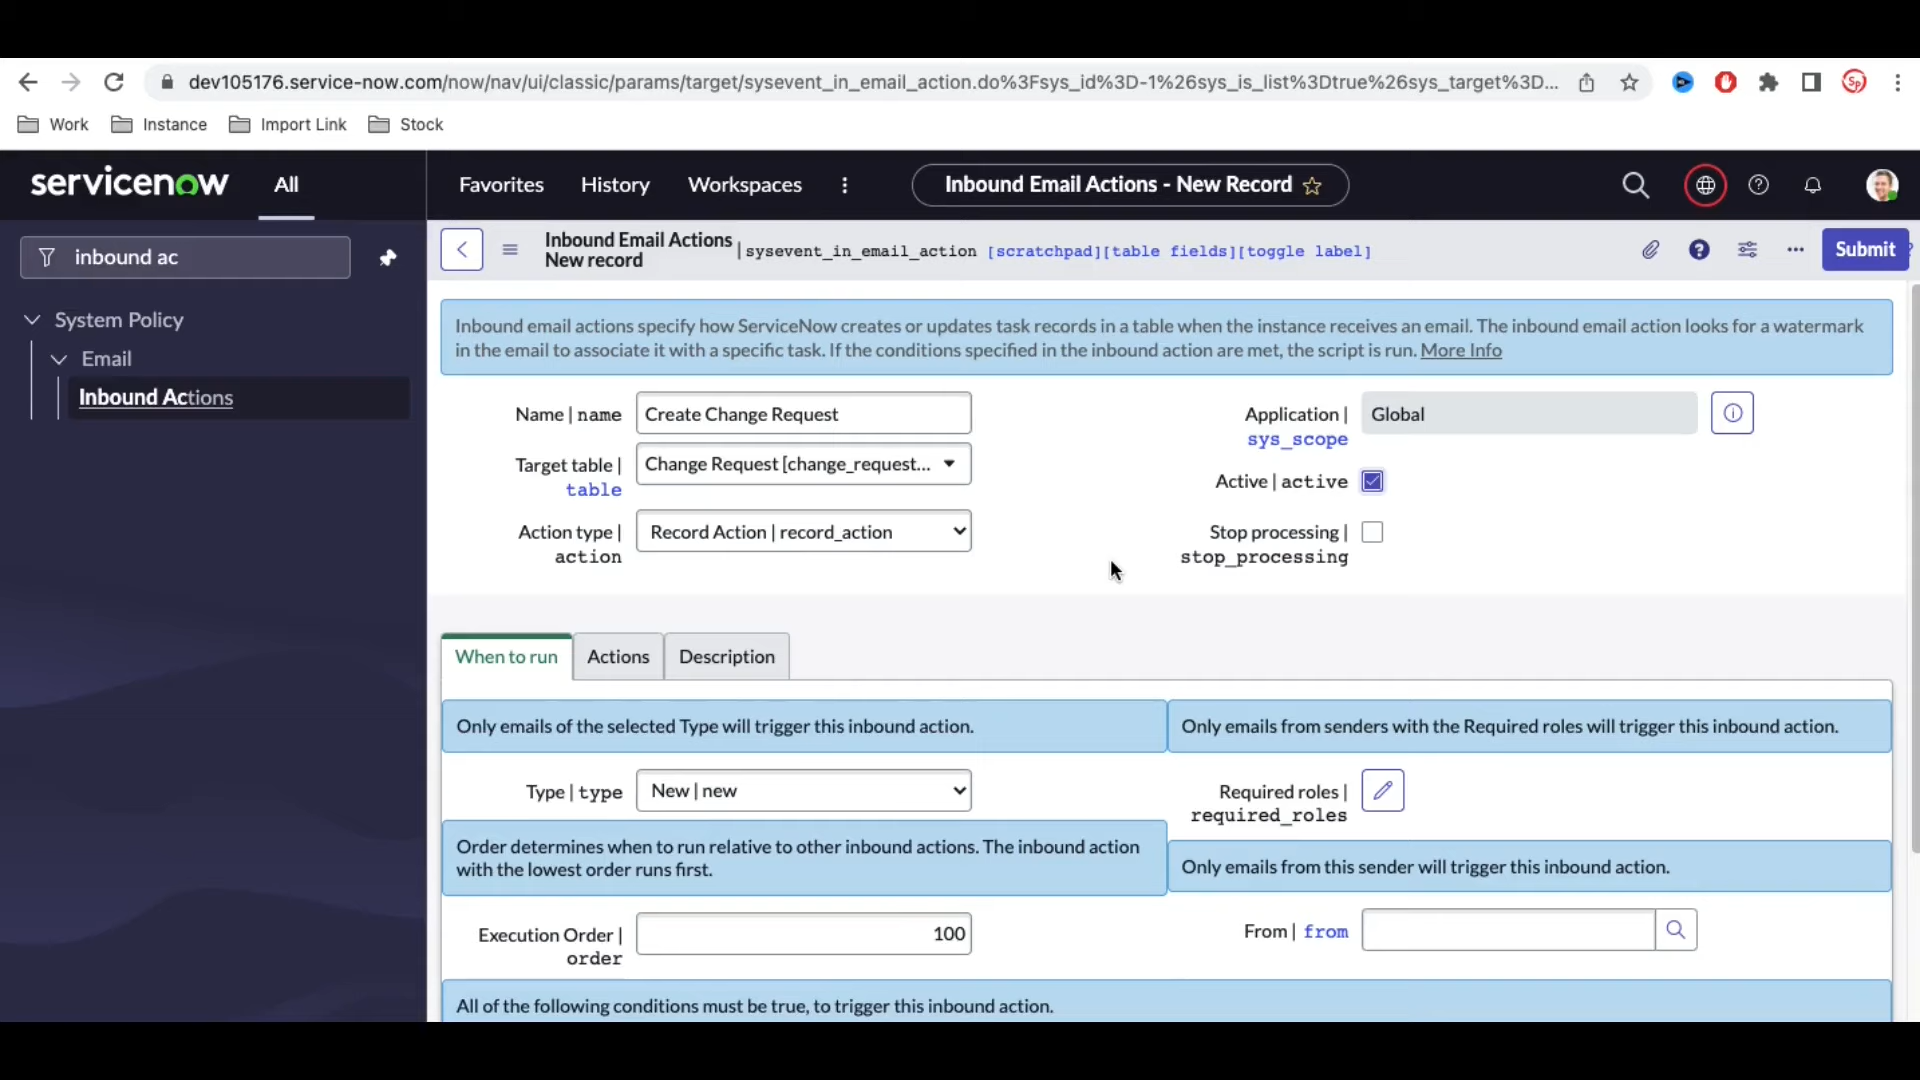 dev105176.service-now.com/now/nav/ui/classic/params/target/sysevent_in_email_action.do%3Fsys_id%3D-1%26sys_is_list%3Dtrue%26sys_target%3D...
Work
Instance
Import Link
Stock
servicenow
All
Favorites
History
Workspaces
Inbound Email Actions - New Record
inbound ac
System Policy
Email
Inbound Actions
Inbound Email Actions
New record
|sysevent_in_email_action [scratchpad][table fields][toggle label]
Submit
Inbound email actions specify how ServiceNow creates or updates task records in a table when the instance receives an email. The inbound email action looks for a watermark
in the email to associate it with a specific task. If the conditions specified in the inbound action are met, the script is run. More Info
Name | name
Create Change Request
Target table |
table
Change Request [change_request...
Action type |
action
Record Action | record_action
Application |
sys_scope
Global
Active | active
Stop processing |
stop_processing
When to run
Actions
Description
Only emails of the selected Type will trigger this inbound action.
Only emails from senders with the Required roles will trigger this inbound action.
Type | type
New | new
Required roles |
required_roles
Order determines when to run relative to other inbound actions. The inbound action
with the lowest order runs first.
Only emails from this sender will trigger this inbound action.
Execution Order |
order
100
From | from
All of the following conditions must be true, to trigger this inbound action.
Sp